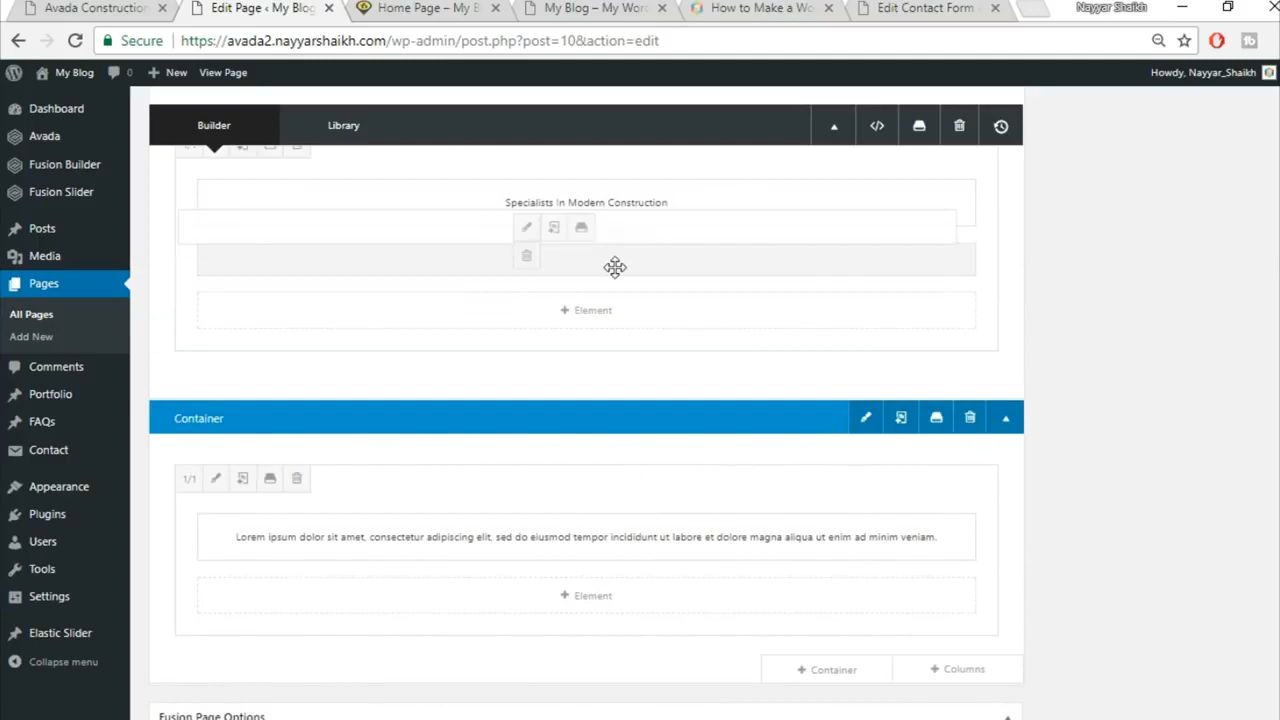 Avada Construction
Edit Page ‹ My Blog
Home Page – My B
My Blog – My Wor
How to Make a Wo
Edit Contact Form
Nayyar Shaikh
Secure
https://avada2.nayyarshaikh.com/wp-admin/post.php?post=10&action=edit
My Blog
0
New
View Page
Howdy, Nayyar_Shaikh
Dashboard
Avada
Fusion Builder
Fusion Slider
Posts
Media
Pages
All Pages
Add New
Comments
Portfolio
FAQs
Contact
Appearance
Plugins
Users
Tools
Settings
Elastic Slider
Collapse menu
Builder
Library
Specialists In Modern Construction
+ Element
Container
1/1
Lorem ipsum dolor sit amet, consectetur adipiscing elit, sed do eiusmod tempor incididunt ut labore et dolore magna aliqua ut enim ad minim veniam.
+ Element
+ Container
+ Columns
Fusion Page Options